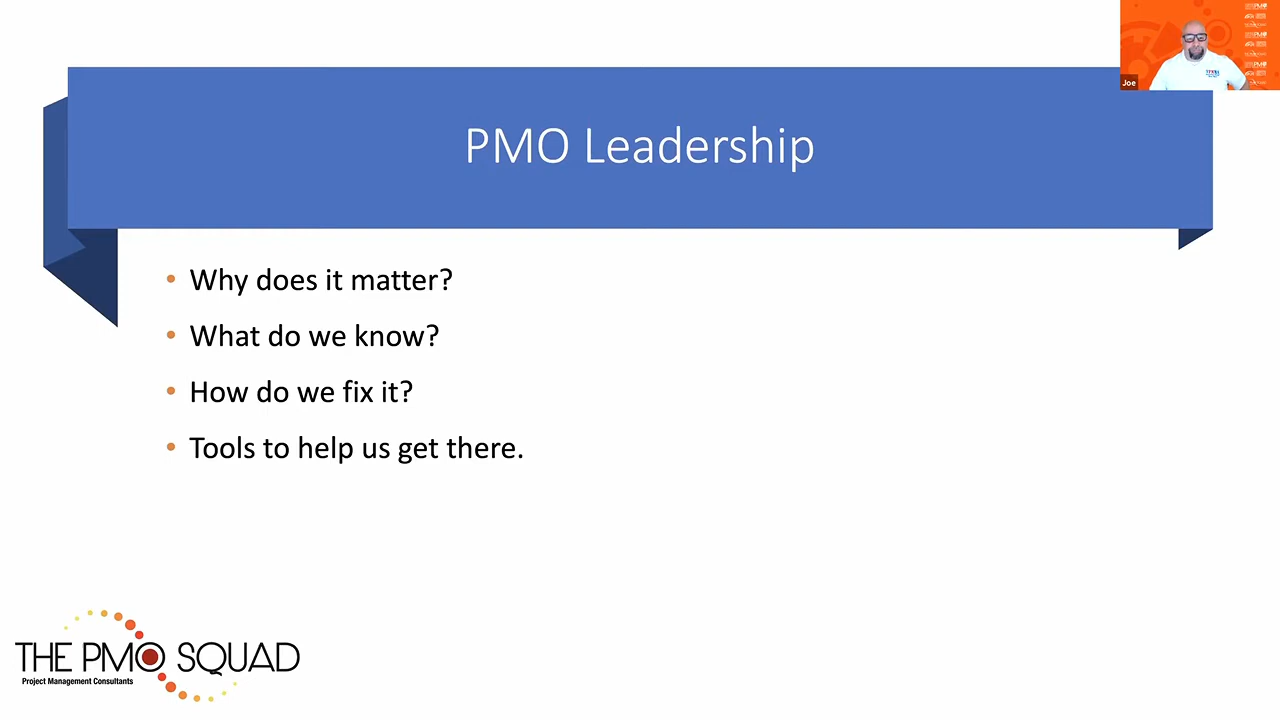 Joe
PMO Leadership
• Why does it matter?
• What do we know?
• How do we fix it?
• Tools to help us get there.
THE PMO SQUAD
Project Management Consultants